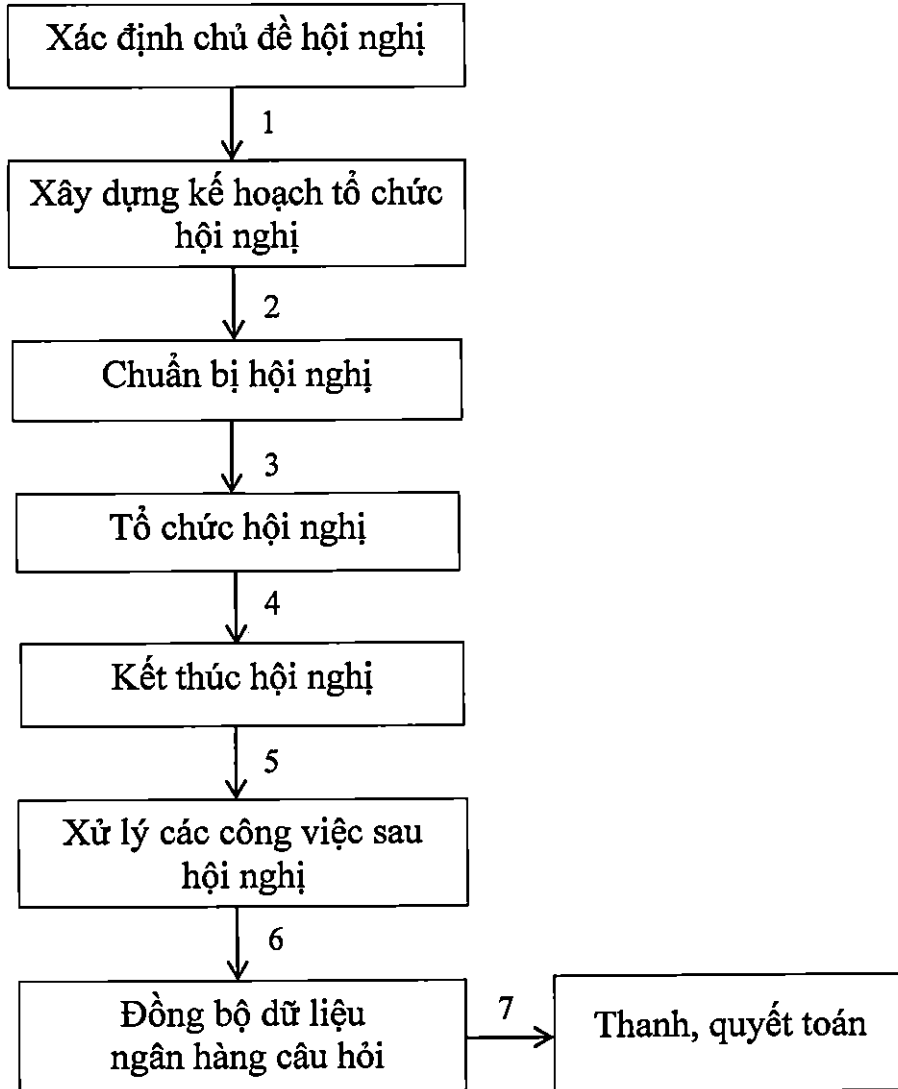 Xác định chủ đề hội nghị
1
Xây dựng kế hoạch tổ chức
hội nghị
2
Chuẩn bị hội nghị
3
Tổ chức hội nghị
4
Kết thúc hội nghị
5
Xử lý các công việc sau
hội nghị
6
Đồng bộ dữ liệu
ngân hàng câu hỏi
7
Thanh, quyết toán